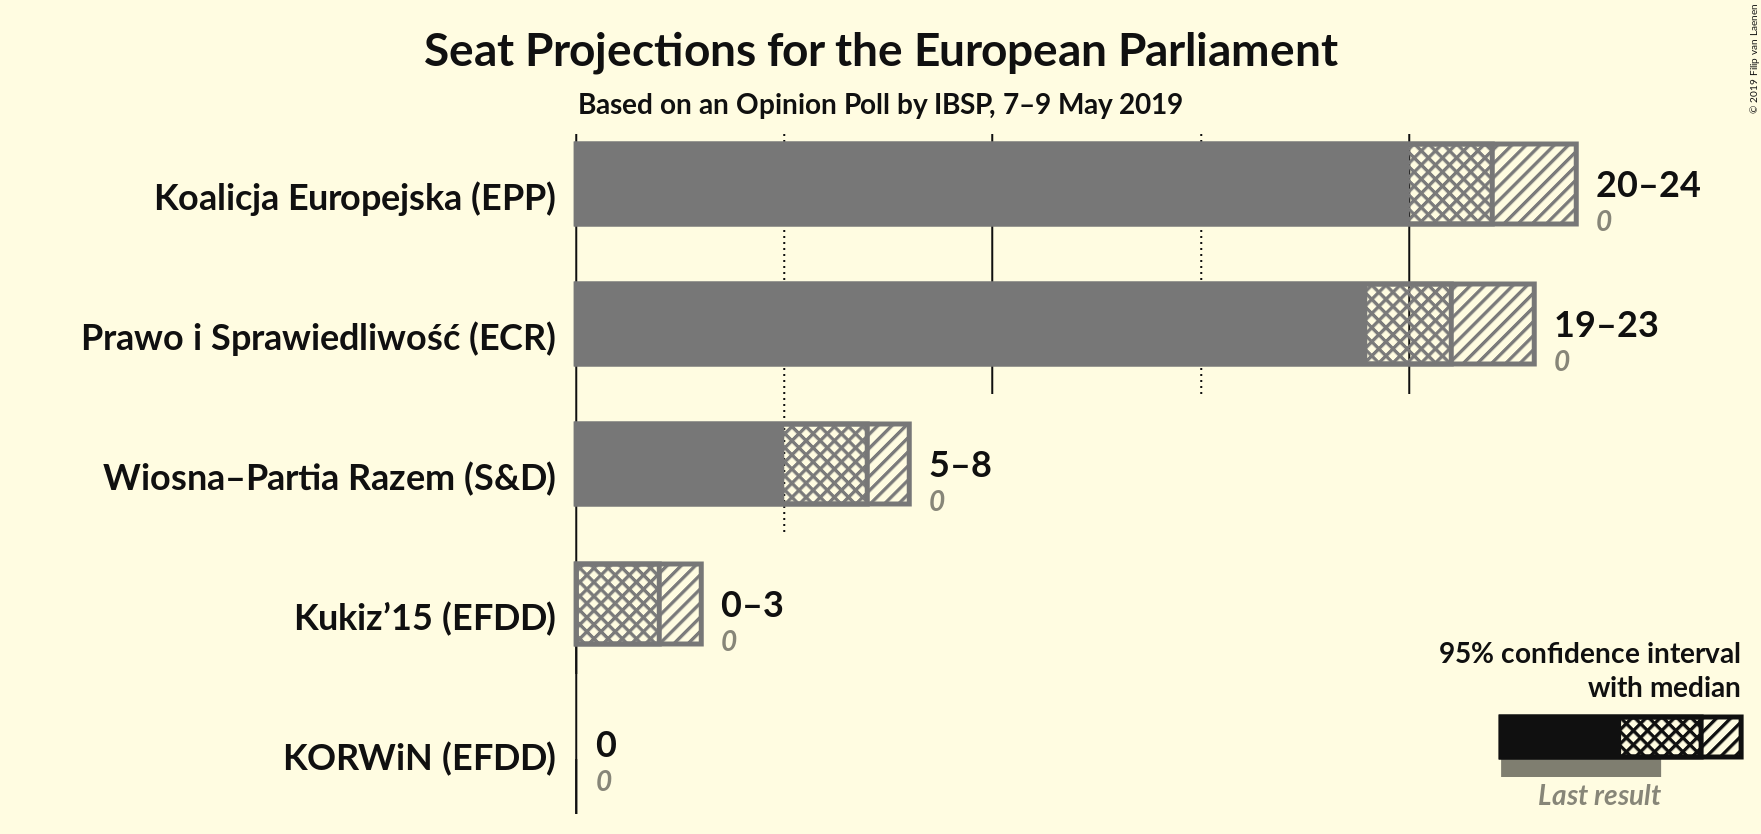 Seat Projections for the European Parliament
Based on an Opinion Poll by IBSP, 7–9 May 2019
© 2019 Filip van Laenen
Koalicja Europejska (EPP)
20–24
0
Prawo i Sprawiedliwość (ECR)
19–23
0
Wiosna–Partia Razem (S&D)
5–8
0
Kukiz’15 (EFDD)
0–3
0
KORWiN (EFDD)
0
0
95% confidence interval
with median
Last result